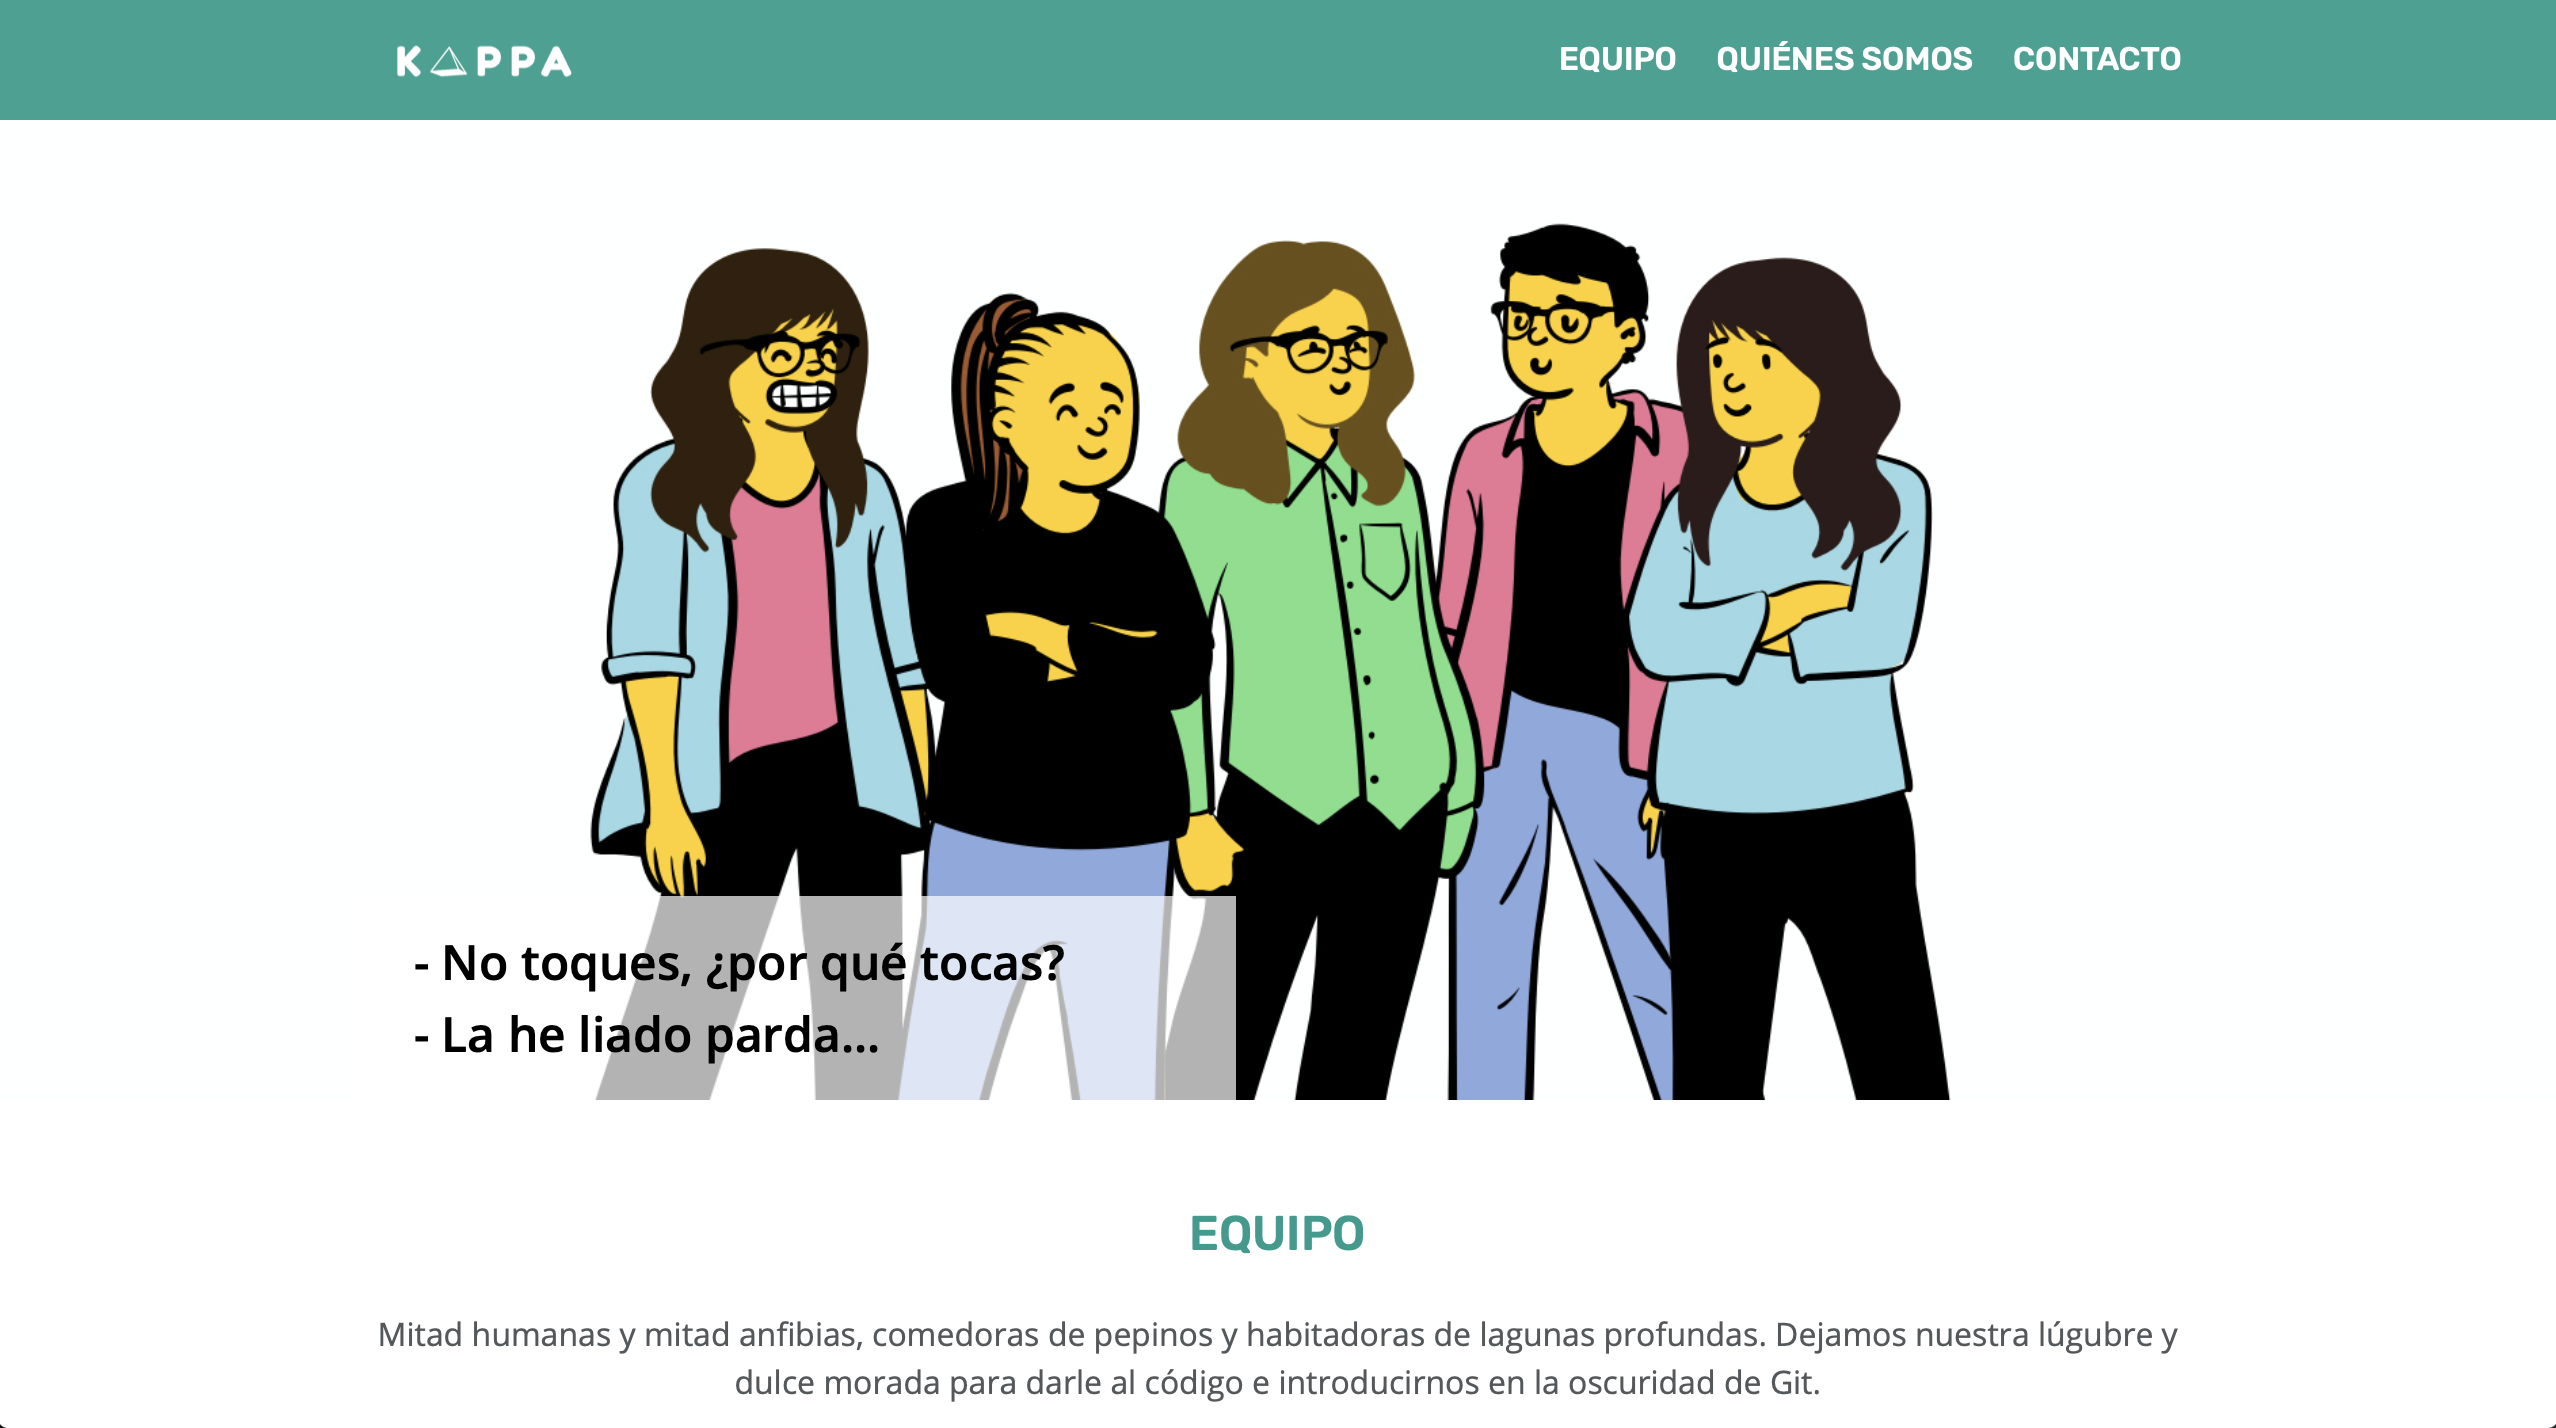 KAPPA
EQUIPO QUIÉNES SOMOS CONTACTO
- No toques, ¿por qué tocas?
- La he liado parda...
EQUIPO
Mitad humanas y mitad anfibias, comedoras de pepinos y habitadoras de lagunas profundas. Dejamos nuestra lúgubre y
dulce morada para darle al código e introducirnos en la oscuridad de Git.